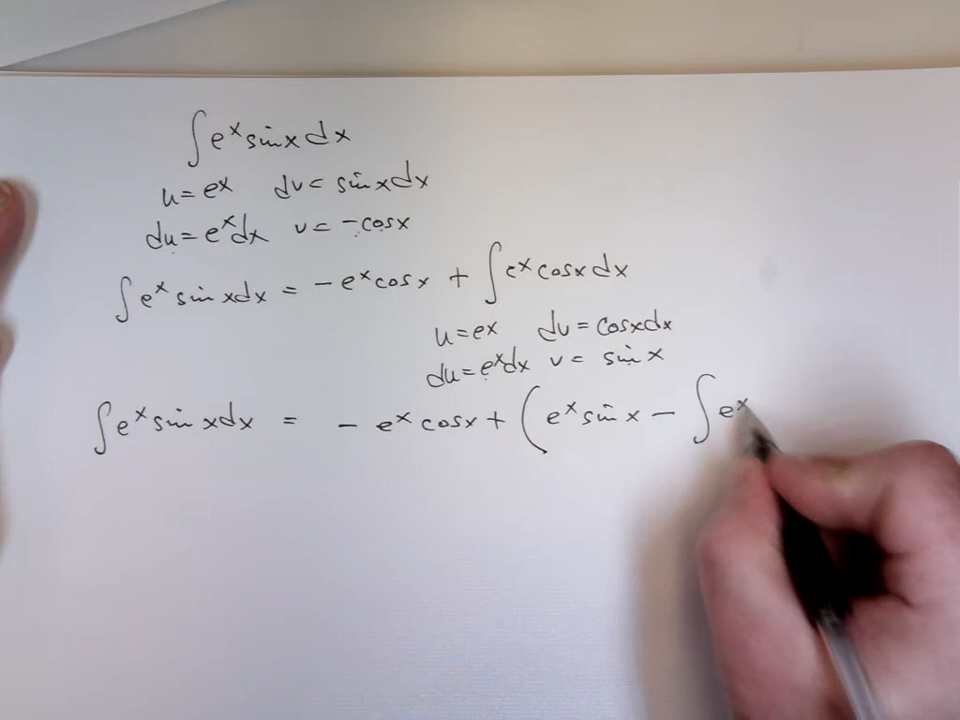 ∫e^x sin x dx
u = e^x dv = sin x dx
du = e^x dx v = -cos x
∫e^x sin x dx = -e^x cos x + ∫e^x cos x dx
u = e^x dv = cos x dx
du = e^x dx v = sin x
∫e^x sin x dx = - e^x cos x + (e^x sin x - ∫e^x